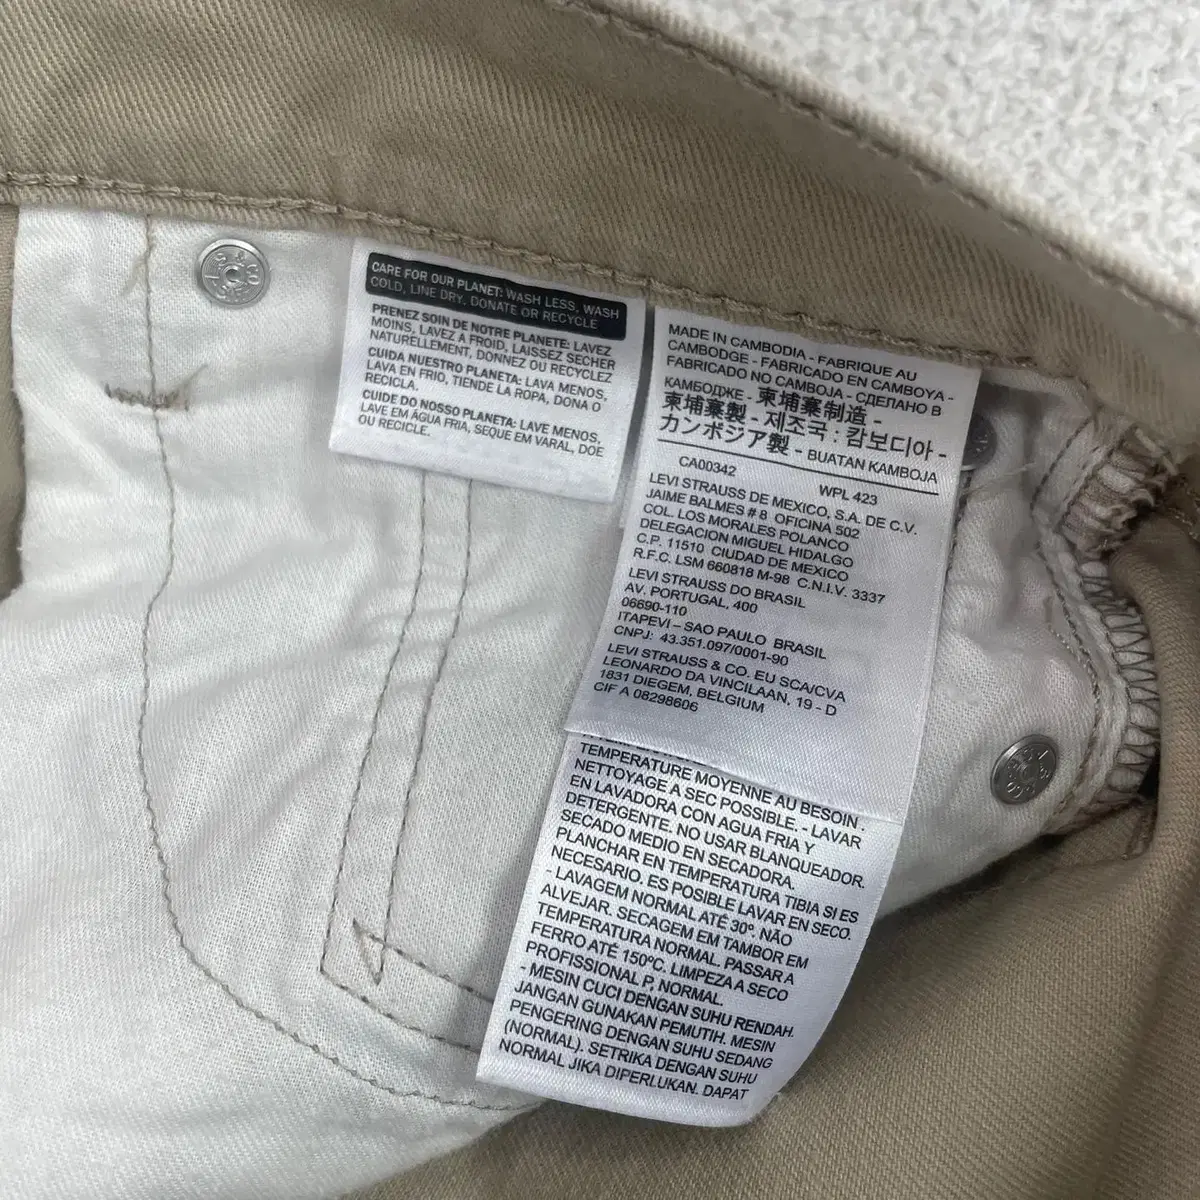 LS & CO
CARE FOR OUR PLANET: WASH LESS, WASH
COLD, LINE DRY, DONATE OR RECYCLE
PRENEZ SOIN DE NOTRE PLANETE: LAVEZ
MOINS, LAVEZ A FROID, LAISSEZ SECHER
NATURELLEMENT, DONNEZ OU RECYCLEZ
CUIDA NUESTRO PLANETA: LAVA MENOS,
LAVA EN FRIO, TIENDE LA ROPA, DONA O
RECICLA.
CUIDE DO NOSSO PLANETA: LAVE MENOS,
LAVE EM ÁGUA FRIA, SEQUE EM VARAL, DOE
OU RECICLE.
MADE IN CAMBODIA - FABRIQUE AU
CAMBODGE - FABRICADO EN CAMBOYA -
FABRICADO NO CAMBOJA - СДЕЛАНО В
КАМБОДЖЕ - 柬埔寨制造 -
柬埔寨製 - 제조국 : 캄보디아 -
カンボジア製 - BUATAN KAMBOJA
CA00342 WPL 423
LEVI STRAUSS DE MEXICO, S.A. DE C.V.
JAIME BALMES # 8 OFICINA 502
COL. LOS MORALES POLANCO
DELEGACION MIGUEL HIDALGO
C.P. 11510 CIUDAD DE MEXICO
R.F.C. LSM 660818 M-98 C.N.I.V. 3337
LEVI STRAUSS DO BRASIL
AV. PORTUGAL, 400
06690-110
ITAPEVI – SAO PAULO BRASIL
CNPJ: 43.351.097/0001-90
LEVI STRAUSS & CO. EU SCA/CVA
LEONARDO DA VINCILAAN, 19 - D
1831 DIEGEM, BELGIUM
CIF A 08298606
TEMPERATURE MOYENNE AU BESOIN .
NETTOYAGE A SEC POSSIBLE. - LAVAR
EN LAVADORA CON AGUA FRIA Y
DETERGENTE. NO USAR BLANQUEADOR.
SECADO MEDIO EN SECADORA.
PLANCHAR EN TEMPERATURA TIBIA SI ES
NECESARIO. ES POSIBLE LAVAR EN SECO.
- LAVAGEM NORMAL ATÉ 30º. NÃO
ALVEJAR. SECAGEM EM TAMBOR EM
TEMPERATURA NORMAL. PASSAR A
FERRO ATÉ 150ºC. LIMPEZA A SECO
PROFISSIONAL P, NORMAL.
- MESIN CUCI DENGAN SUHU RENDAH.
JANGAN GUNAKAN PEMUTIH. MESIN
PENGERING DENGAN SUHU SEDANG
(NORMAL). SETRIKA DENGAN SUHU
NORMAL JIKA DIPERLUKAN. DAPAT